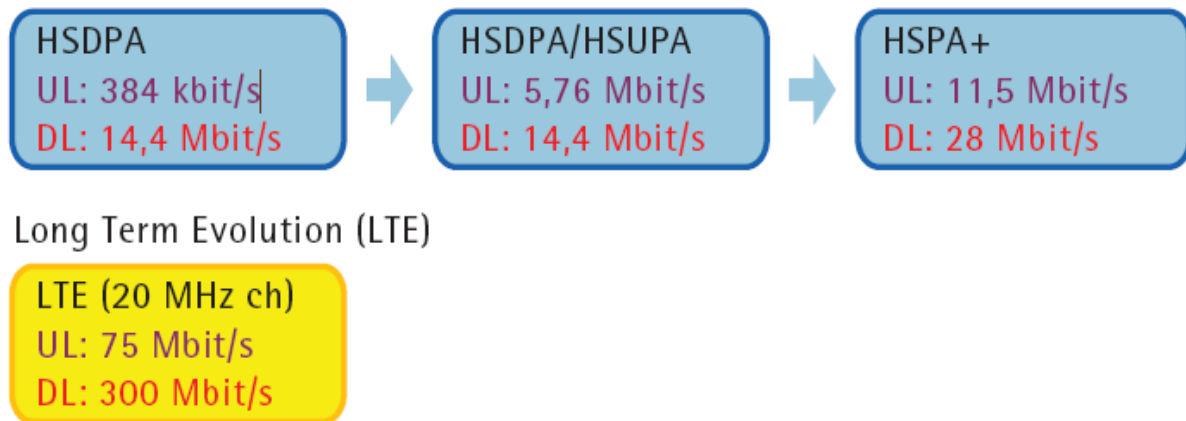 HSDPA
UL: 384 kbit/s
DL: 14,4 Mbit/s
HSDPA/HSUPA
UL: 5,76 Mbit/s
DL: 14,4 Mbit/s
HSPA+
UL: 11,5 Mbit/s
DL: 28 Mbit/s
Long Term Evolution (LTE)
LTE (20 MHz ch)
UL: 75 Mbit/s
DL: 300 Mbit/s